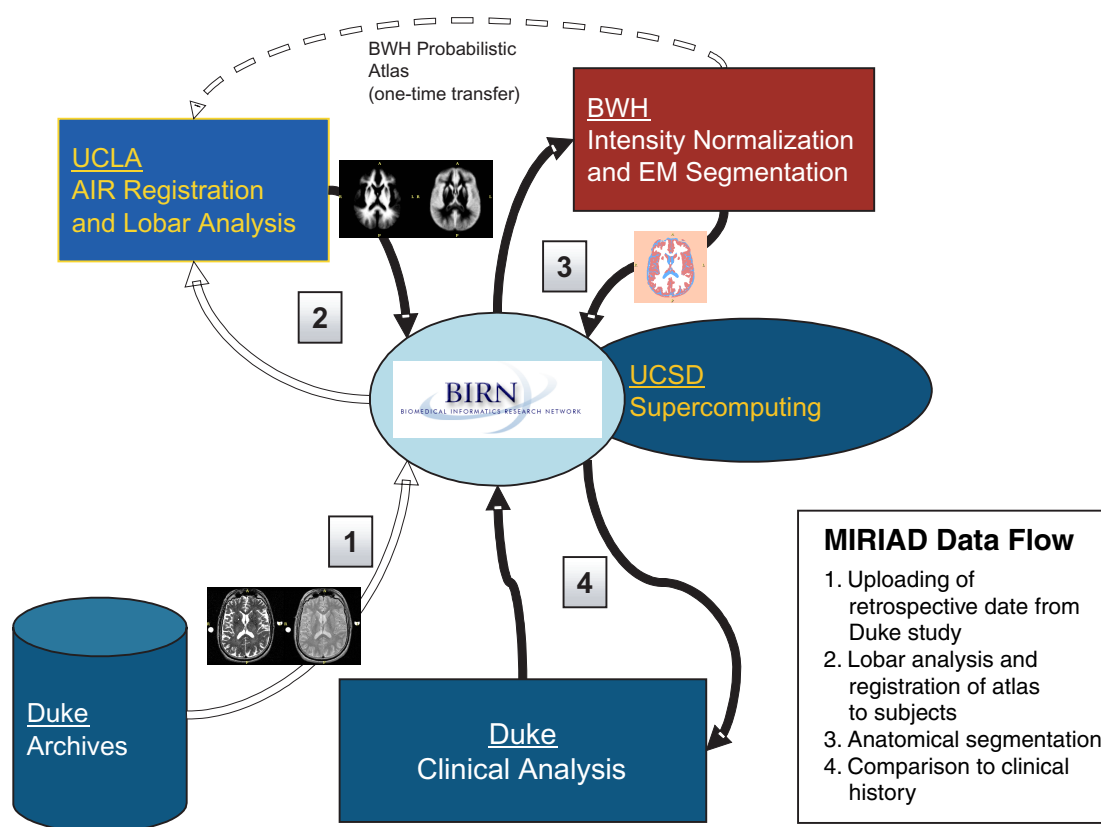 BWH Probabilistic
Atlas
(one-time transfer)
UCLA
AIR Registration
and Lobar Analysis
BWH
Intensity Normalization
and EM Segmentation
3
2
BIRN
BIOMEDICAL INFORMATICS RESEARCH NETWORK
UCSD
Supercomputing
1
4
Duke
Archives
Duke
Clinical Analysis
MIRIAD Data Flow
1. Uploading of
retrospective date from
Duke study
2. Lobar analysis and
registration of atlas
to subjects
3. Anatomical segmentation
4. Comparison to clinical
history